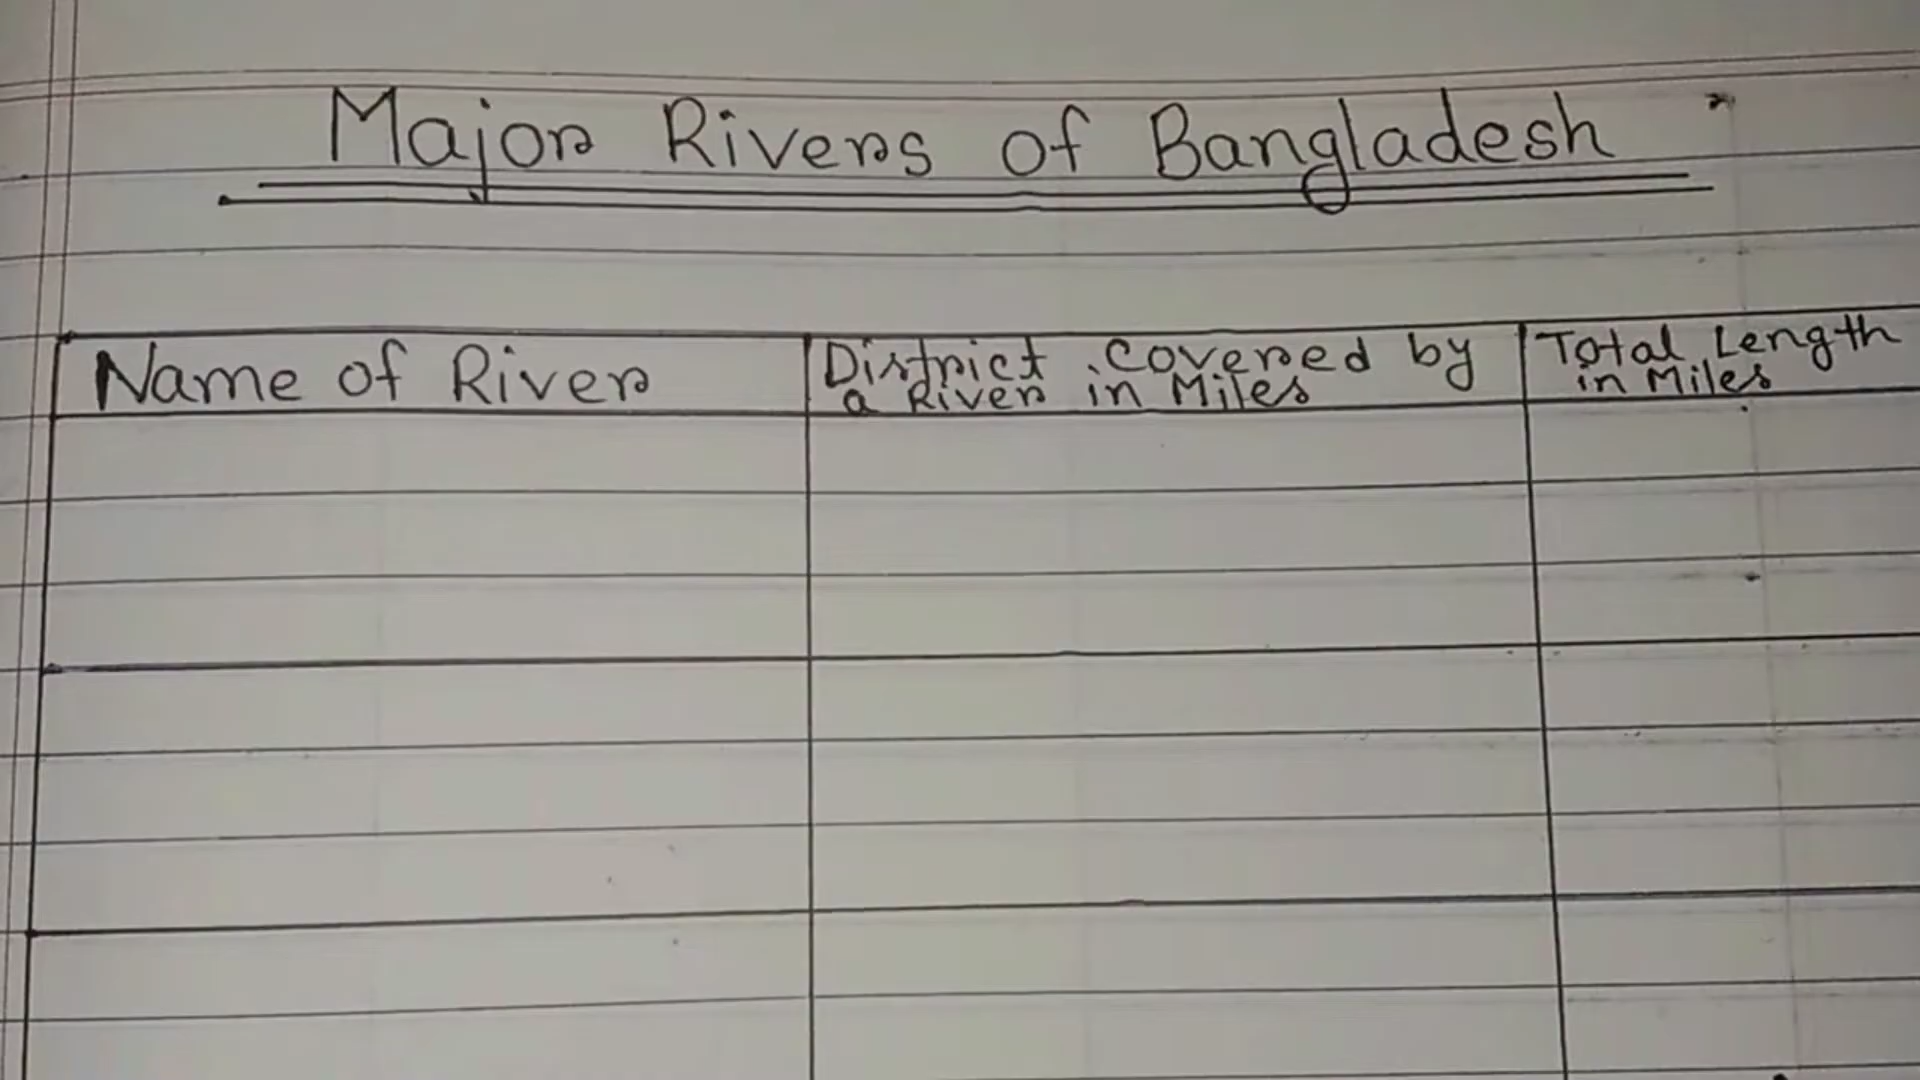 Major Rivers of Bangladesh
Name of River
District covered by
a River in Miles
Total Length
in Miles